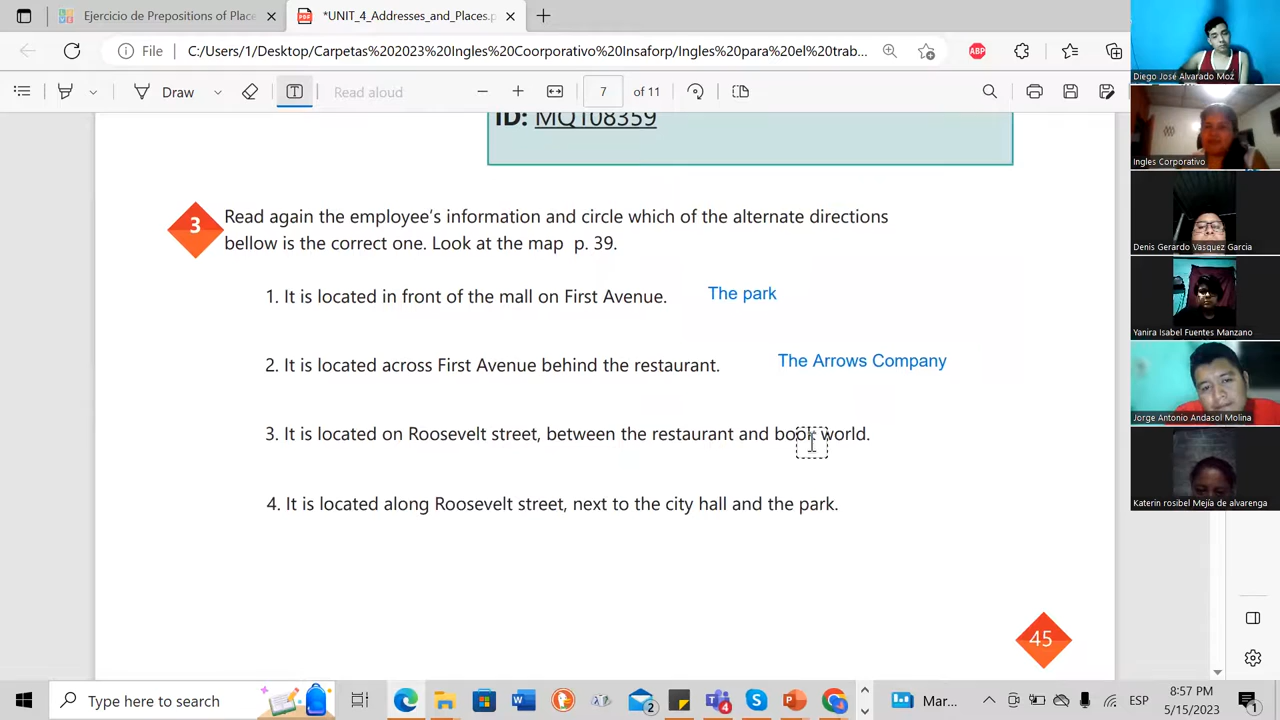 Ejercicio de Prepositions of Place
*UNIT_4_Addresses_and_Places.p
File
C:/Users/1/Desktop/Carpetas%202023%20Ingles%20Coorporativo%20Insaforp/Ingles%20para%20el%20trab...
ABP
Draw
Read aloud
7
of 11
ID: MQ108359
3
Read again the employee's information and circle which of the alternate directions
bellow is the correct one. Look at the map p. 39.
1. It is located in front of the mall on First Avenue.
The park
2. It is located across First Avenue behind the restaurant.
The Arrows Company
3. It is located on Roosevelt street, between the restaurant and book world.
4. It is located along Roosevelt street, next to the city hall and the park.
45
Diego José Alvarado Moz
Ingles Corporativo
Denis Gerardo Vasquez Garcia
Yanira Isabel Fuentes Manzano
Jorge Antonio Andasol Molina
Katerin rosibel Mejía de alvarenga
Type here to search
2
4
Mar...
ESP
8:57 PM
5/15/2023
1